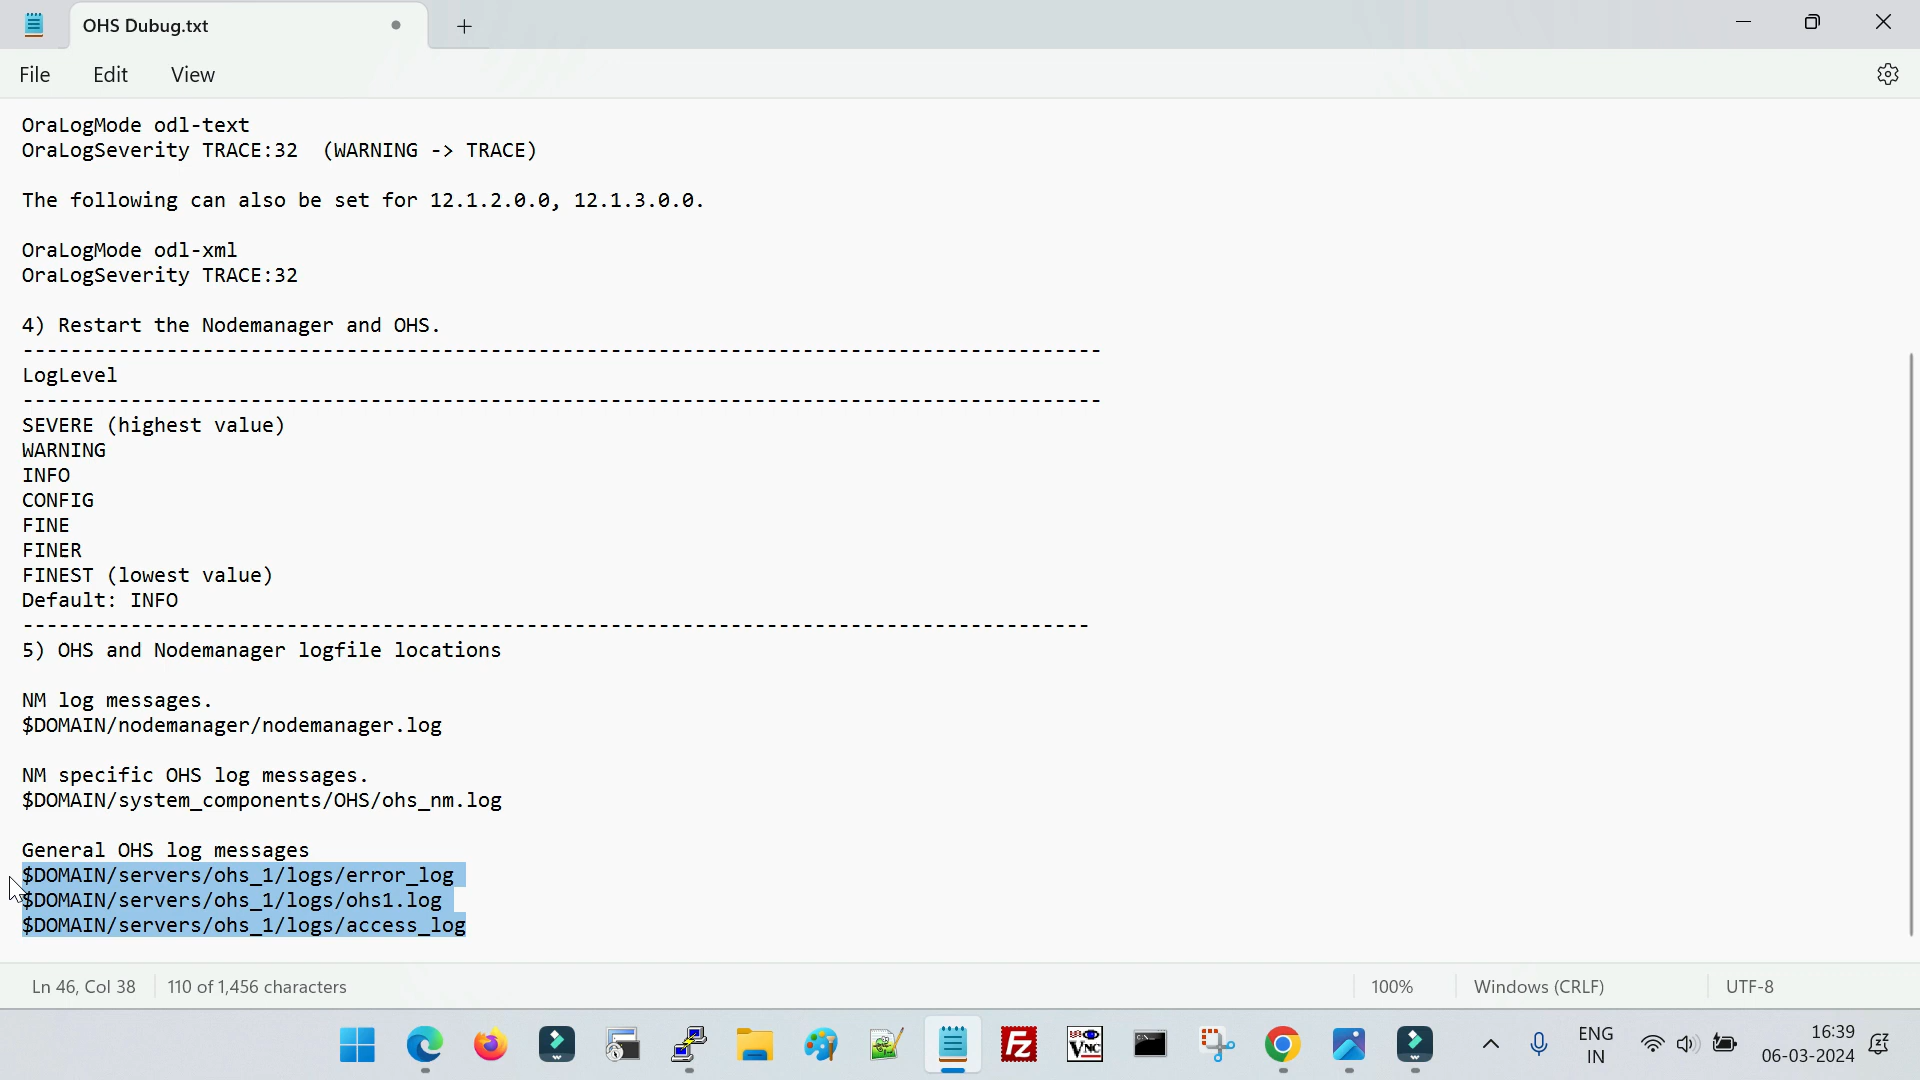 OHS Dubug.txt
File Edit View
OraLogMode odl-text
OraLogSeverity TRACE:32  (WARNING -> TRACE)
The following can also be set for 12.1.2.0.0, 12.1.3.0.0.
OraLogMode odl-xml
OraLogSeverity TRACE:32
4) Restart the Nodemanager and OHS.
------------------------------------------------------------------------------------------
LogLevel
------------------------------------------------------------------------------------------
SEVERE (highest value)
WARNING
INFO
CONFIG
FINE
FINER
FINEST (lowest value)
Default: INFO
-----------------------------------------------------------------------------------------
5) OHS and Nodemanager logfile locations
NM log messages.
$DOMAIN/nodemanager/nodemanager.log
NM specific OHS log messages.
$DOMAIN/system_components/OHS/ohs_nm.log
General OHS log messages
$DOMAIN/servers/ohs_1/logs/error_log
$DOMAIN/servers/ohs_1/logs/ohs1.log
$DOMAIN/servers/ohs_1/logs/access_log
Ln 46, Col 38 110 of 1,456 characters 100% Windows (CRLF) UTF-8
ENG 16:39
IN 06-03-2024